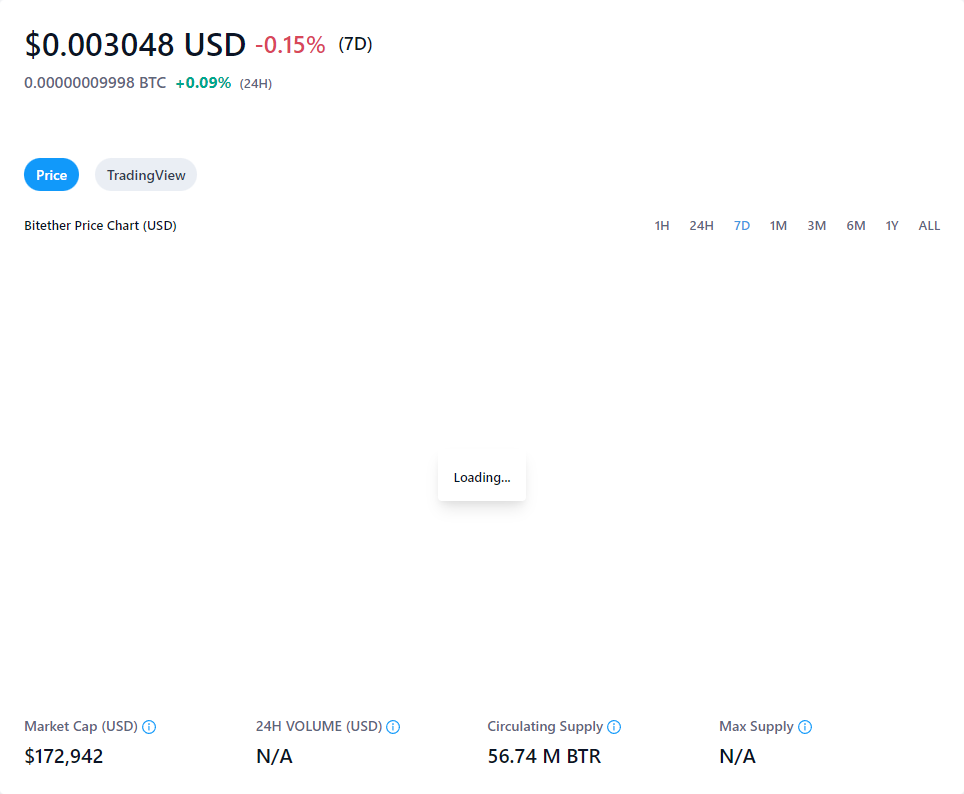 $0.003048 USD -0.15% (7D)
0.00000009998 BTC +0.09% (24H)
Price TradingView
Bitether Price Chart (USD) 1H 24H 7D 1M 3M 6M 1Y ALL
Loading...
Market Cap (USD) 24H VOLUME (USD) Circulating Supply Max Supply
$172,942 N/A 56.74 M BTR N/A